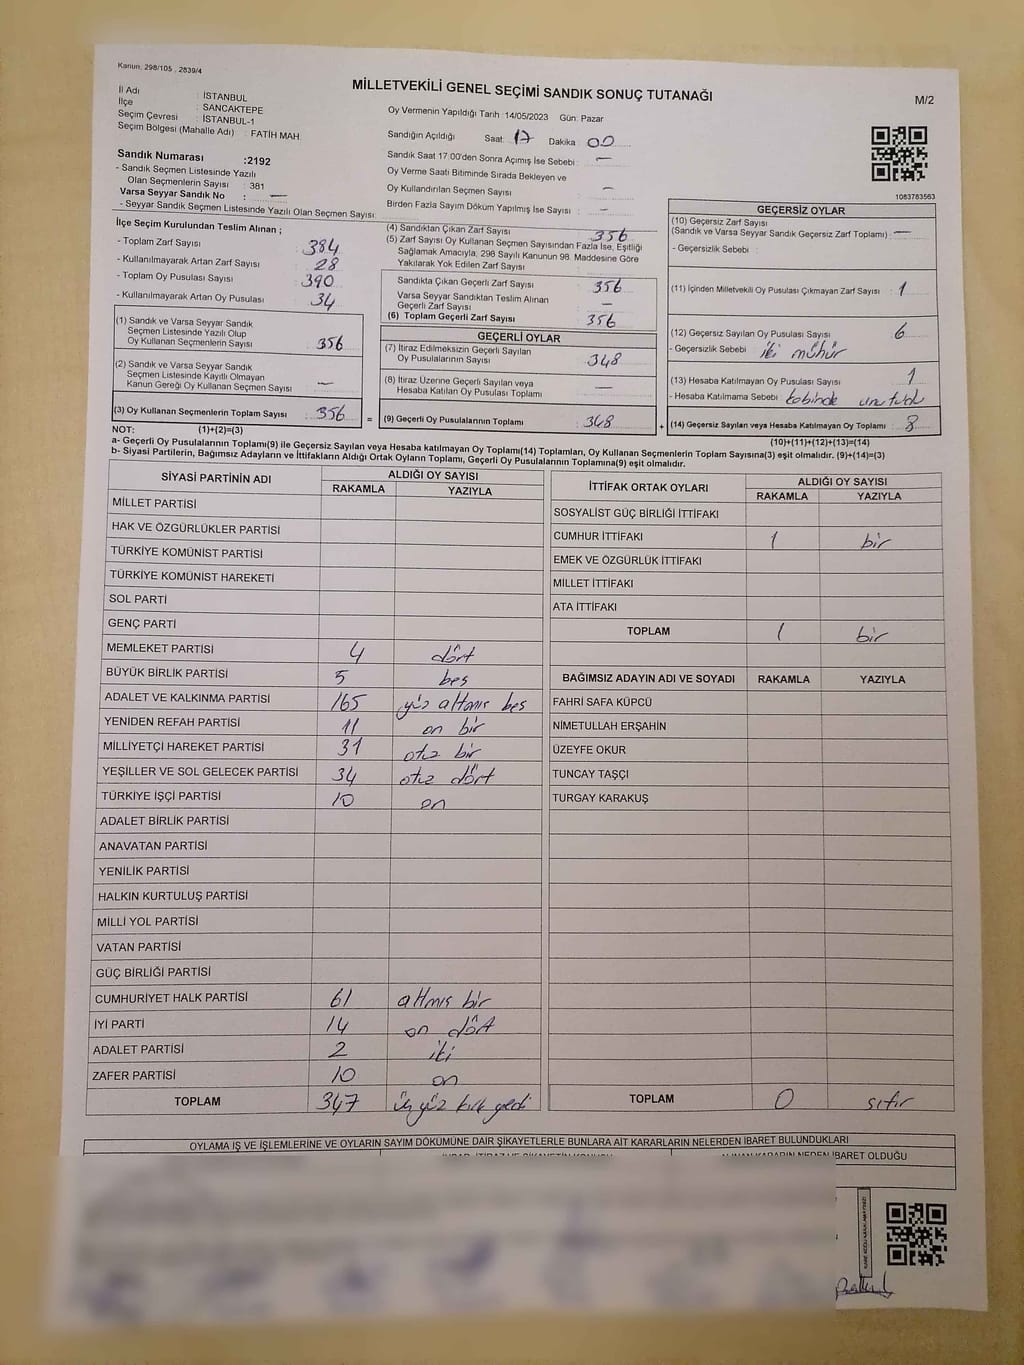 Kanun, 298/105 , 2839/4
MİLLETVEKİLİ GENEL SEÇİMİ SANDIK SONUÇ TUTANAĞI
M/2
İl Adı : İSTANBUL
İlçe : SANCAKTEPE
Seçim Çevresi : İSTANBUL-1
Seçim Bölgesi (Mahalle Adı) : FATİH MAH.
Sandık Numarası :2192
- Sandık Seçmen Listesinde Yazılı
Olan Seçmenlerin Sayısı : 381
Varsa Seyyar Sandık No : —
- Seyyar Sandık Seçmen Listesinde Yazılı Olan Seçmen Sayısı:
Oy Vermenin Yapıldığı Tarih :14/05/2023 Gün: Pazar
Sandığın Açıldığı Saat: 17 Dakika 00
Sandık Saat 17:00'den Sonra Açımış İse Sebebi : —
Oy Verme Saati Bitiminde Sırada Bekleyen ve
Oy Kullandırılan Seçmen Sayısı : —
Birden Fazla Sayım Döküm Yapılmış İse Sayısı : —
1083783563
İlçe Seçim Kurulundan Teslim Alınan ;
- Toplam Zarf Sayısı : 384
- Kullanılmayarak Artan Zarf Sayısı : 28
- Toplam Oy Pusulası Sayısı : 390
- Kullanılmayarak Artan Oy Pusulası : 34
(1) Sandık ve Varsa Seyyar Sandık
Seçmen Listesinde Yazılı Olup
Oy Kullanan Seçmenlerin Sayısı : 356
(2) Sandık ve Varsa Seyyar Sandık
Seçmen Listesinde Kayıtlı Olmayan
Kanun Gereği Oy Kullanan Seçmen Sayısı : —
(3) Oy Kullanan Seçmenlerin Toplam Sayısı : 356 =
(4) Sandıktan Çıkan Zarf Sayısı : 356
(5) Zarf Sayısı Oy Kullanan Seçmen Sayısından Fazla İse, Eşitliği
Sağlamak Amacıyla, 298 Sayılı Kanunun 98. Maddesine Göre
Yakılarak Yok Edilen Zarf Sayısı :
Sandıkta Çıkan Geçerli Zarf Sayısı : 356
Varsa Seyyar Sandıktan Teslim Alınan
Geçerli Zarf Sayısı : —
(6) Toplam Geçerli Zarf Sayısı : 356
GEÇERLİ OYLAR
(7) İtiraz Edilmeksizin Geçerli Sayılan
Oy Pusulalarının Sayısı : 348
(8) İtiraz Üzerine Geçerli Sayılan veya
Hesaba Katılan Oy Pusulası Toplamı : —
(9) Geçerli Oy Pusulalarının Toplamı : 348 +
GEÇERSİZ OYLAR
(10) Geçersiz Zarf Sayısı
(Sandık ve Varsa Seyyar Sandık Geçersiz Zarf Toplamı) : —
- Geçersizlik Sebebi :
(11) İçinden Milletvekili Oy Pusulası Çıkmayan Zarf Sayısı : 1
(12) Geçersiz Sayılan Oy Pusulası Sayısı : 6
- Geçersizlik Sebebi : iki mühür
(13) Hesaba Katılmayan Oy Pusulası Sayısı : 1
- Hesaba Katılmama Sebebi : kabinde unutuldu
(14) Geçersiz Sayılan veya Hesaba Katılmayan Oy Toplamı : 8
(10)+(11)+(12)+(13)=(14)
NOT: (1)+(2)=(3)
a- Geçerli Oy Pusulalarının Toplamı(9) ile Geçersiz Sayılan veya Hesaba katılmayan Oy Toplamı(14) Toplamları, Oy Kullanan Seçmenlerin Toplam Sayısına(3) eşit olmalıdır. (9)+(14)=(3)
b- Siyasi Partilerin, Bağımsız Adayların ve İttifakların Aldığı Ortak Oyların Toplamı, Geçerli Oy Pusulalarının Toplamına(9) eşit olmalıdır.
SİYASİ PARTİNİN ADI ALDIĞI OY SAYISI
RAKAMLA YAZIYLA
MİLLET PARTİSİ
HAK VE ÖZGÜRLÜKLER PARTİSİ
TÜRKİYE KOMÜNİST PARTİSİ
TÜRKİYE KOMÜNİST HAREKETİ
SOL PARTİ
GENÇ PARTİ
MEMLEKET PARTİSİ 4 dört
BÜYÜK BİRLİK PARTİSİ 5 beş
ADALET VE KALKINMA PARTİSİ 165 yüz altmış beş
YENİDEN REFAH PARTİSİ 11 on bir
MİLLİYETÇİ HAREKET PARTİSİ 31 otuz bir
YEŞİLLER VE SOL GELECEK PARTİSİ 34 otuz dört
TÜRKİYE İŞÇİ PARTİSİ 10 on
ADALET BİRLİK PARTİSİ
ANAVATAN PARTİSİ
YENİLİK PARTİSİ
HALKIN KURTULUŞ PARTİSİ
MİLLİ YOL PARTİSİ
VATAN PARTİSİ
GÜÇ BİRLİĞİ PARTİSİ
CUMHURİYET HALK PARTİSİ 61 altmış bir
İYİ PARTİ 14 on dört
ADALET PARTİSİ 2 iki
ZAFER PARTİSİ 10 on
TOPLAM 347 üç yüz kırk yedi
İTTİFAK ORTAK OYLARI ALDIĞI OY SAYISI
RAKAMLA YAZIYLA
SOSYALİST GÜÇ BİRLİĞİ İTTİFAKI
CUMHUR İTTİFAKI 1 bir
EMEK VE ÖZGÜRLÜK İTTİFAKI
MİLLET İTTİFAKI
ATA İTTİFAKI
TOPLAM 1 bir
BAĞIMSIZ ADAYIN ADI VE SOYADI RAKAMLA YAZIYLA
FAHRİ SAFA KÜPCÜ
NİMETULLAH ERŞAHİN
ÜZEYFE OKUR
TUNCAY TAŞÇI
TURGAY KARAKUŞ
TOPLAM 0 sıfır
OYLAMA İŞ VE İŞLEMLERİNE VE OYLARIN SAYIM DÖKÜMÜNE DAİR ŞİKAYETLERLE BUNLARA AİT KARARLARIN NELERDEN İBARET BULUNDUKLARI
ALINAN KARARIN NEDEN İBARET OLDUĞU